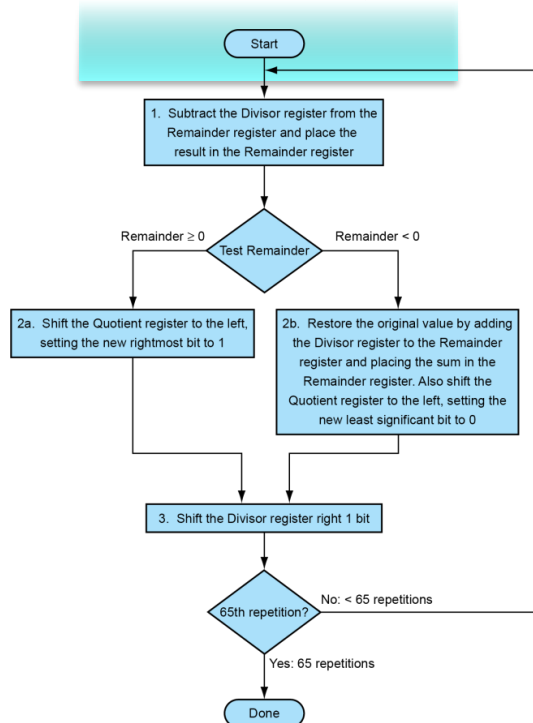 Start
1. Subtract the Divisor register from the
Remainder register and place the
result in the Remainder register
Remainder ≥ 0
Test Remainder
Remainder < 0
2a. Shift the Quotient register to the left,
setting the new rightmost bit to 1
2b. Restore the original value by adding
the Divisor register to the Remainder
register and placing the sum in the
Remainder register. Also shift the
Quotient register to the left, setting the
new least significant bit to 0
3. Shift the Divisor register right 1 bit
65th repetition?
No: < 65 repetitions
Yes: 65 repetitions
Done